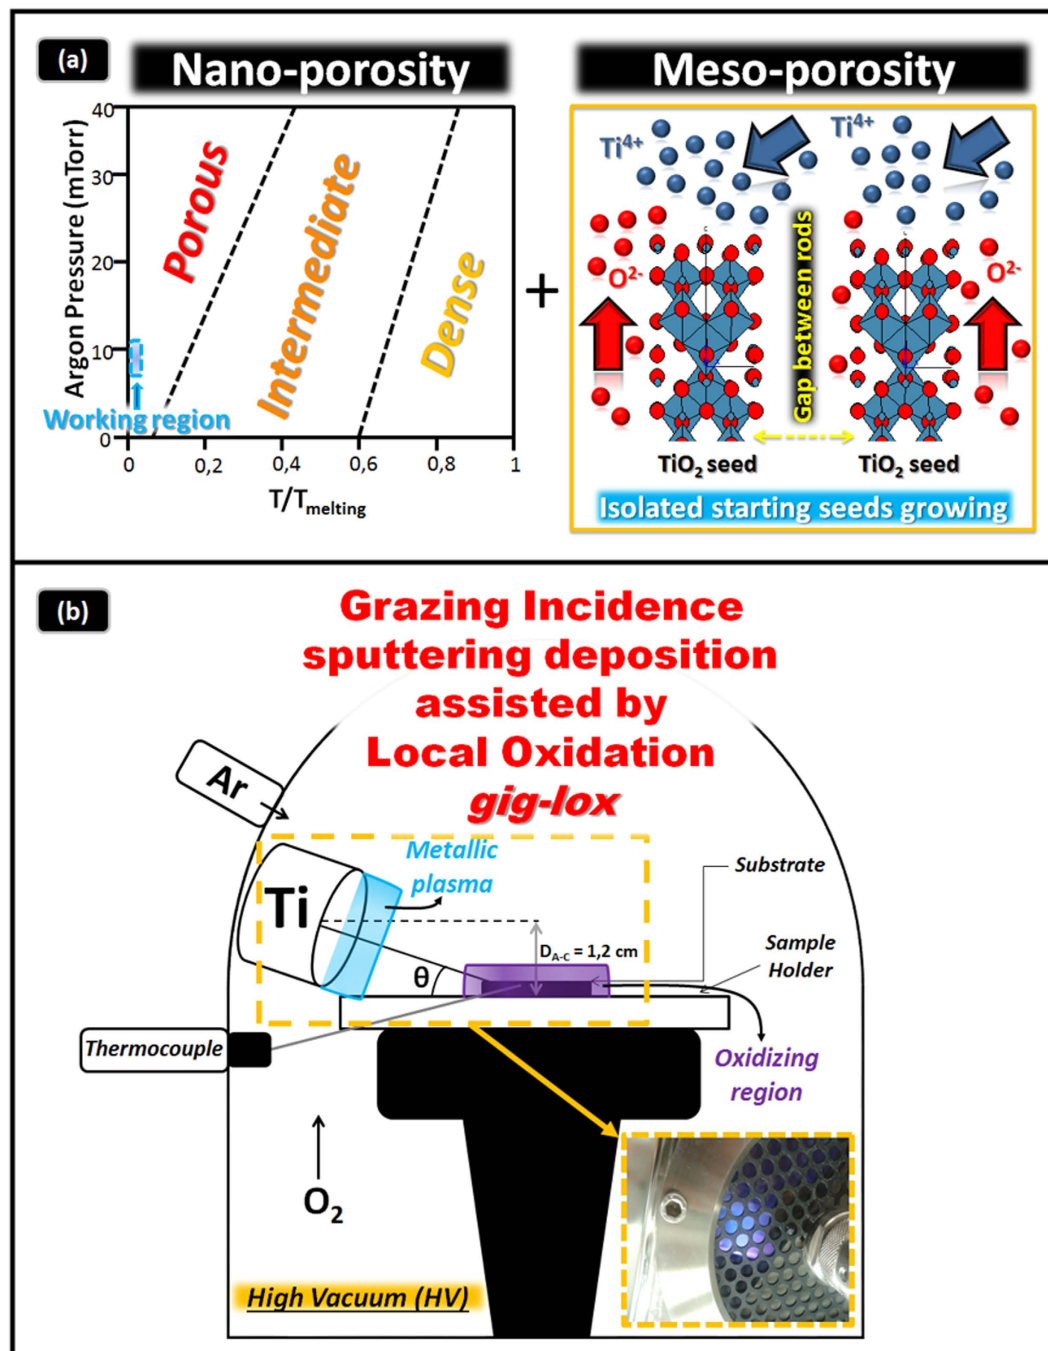 (a)
Nano-porosity
Meso-porosity
Argon Pressure (mTorr)
40
30
20
10
0
Porous
Intermediate
Dense
Working region
0
0,2
0,4
0,6
0,8
1
T/Tmelting
+
Ti4+
Ti4+
O2-
O2-
Gap between rods
TiO2 seed
TiO2 seed
Isolated starting seeds growing
(b)
Grazing Incidence
sputtering deposition
assisted by
Local Oxidation
gig-lox
Ar
Ti
Metallic
plasma
Substrate
DA-C = 1,2 cm
Sample
Holder
θ
Thermocouple
Oxidizing
region
O2
High Vacuum (HV)